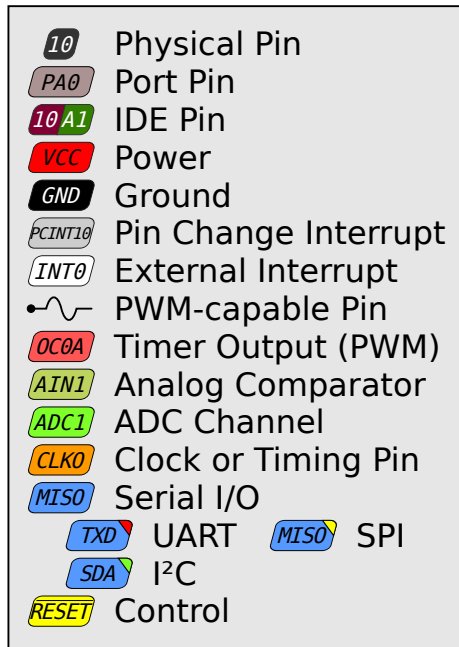 10 Physical Pin
PA0 Port Pin
10 A1 IDE Pin
VCC Power
GND Ground
PCINT10 Pin Change Interrupt
INT0 External Interrupt
PWM-capable Pin
OC0A Timer Output (PWM)
AIN1 Analog Comparator
ADC1 ADC Channel
CLKO Clock or Timing Pin
MISO Serial I/O
TXD UART MISO SPI
SDA I²C
RESET Control